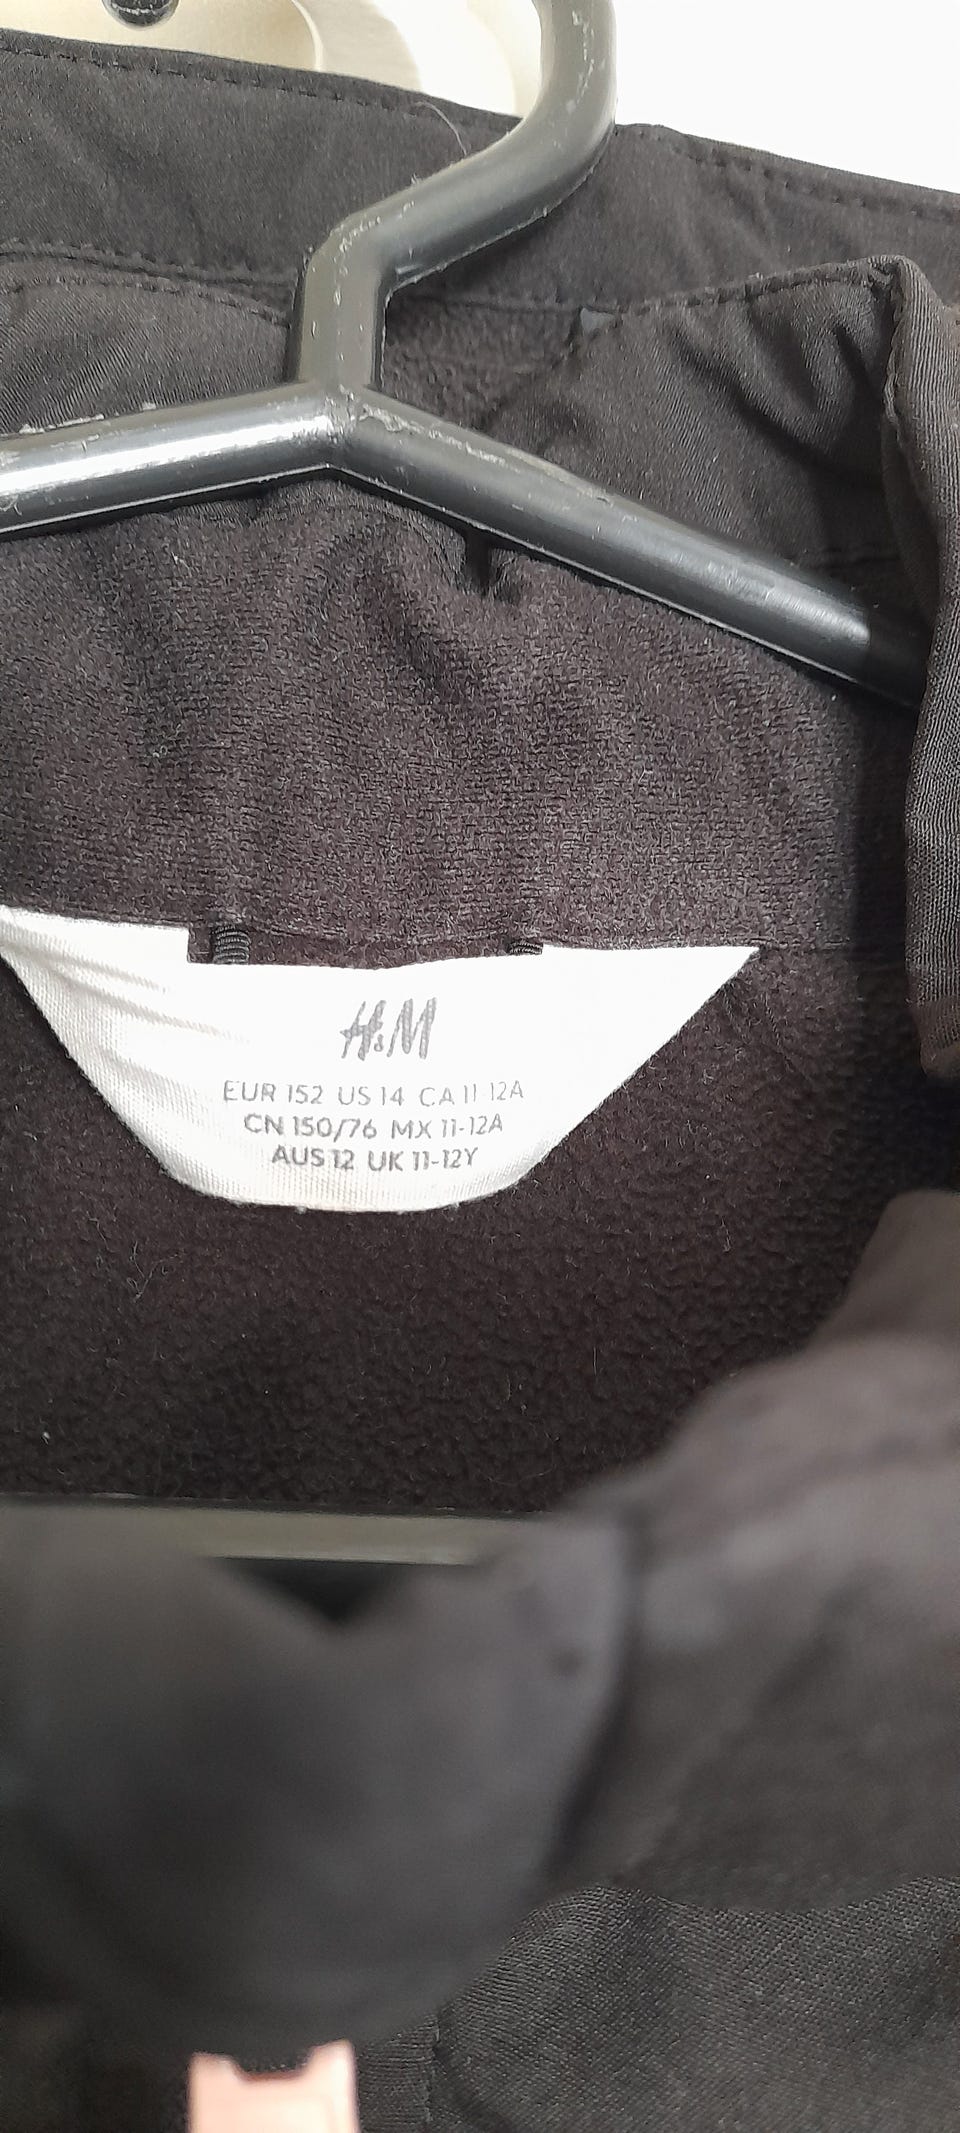 H&M
EUR 152 US 14 CA 11-12A
CN 150/76 MX 11-12A
AUS 12 UK 11-12Y